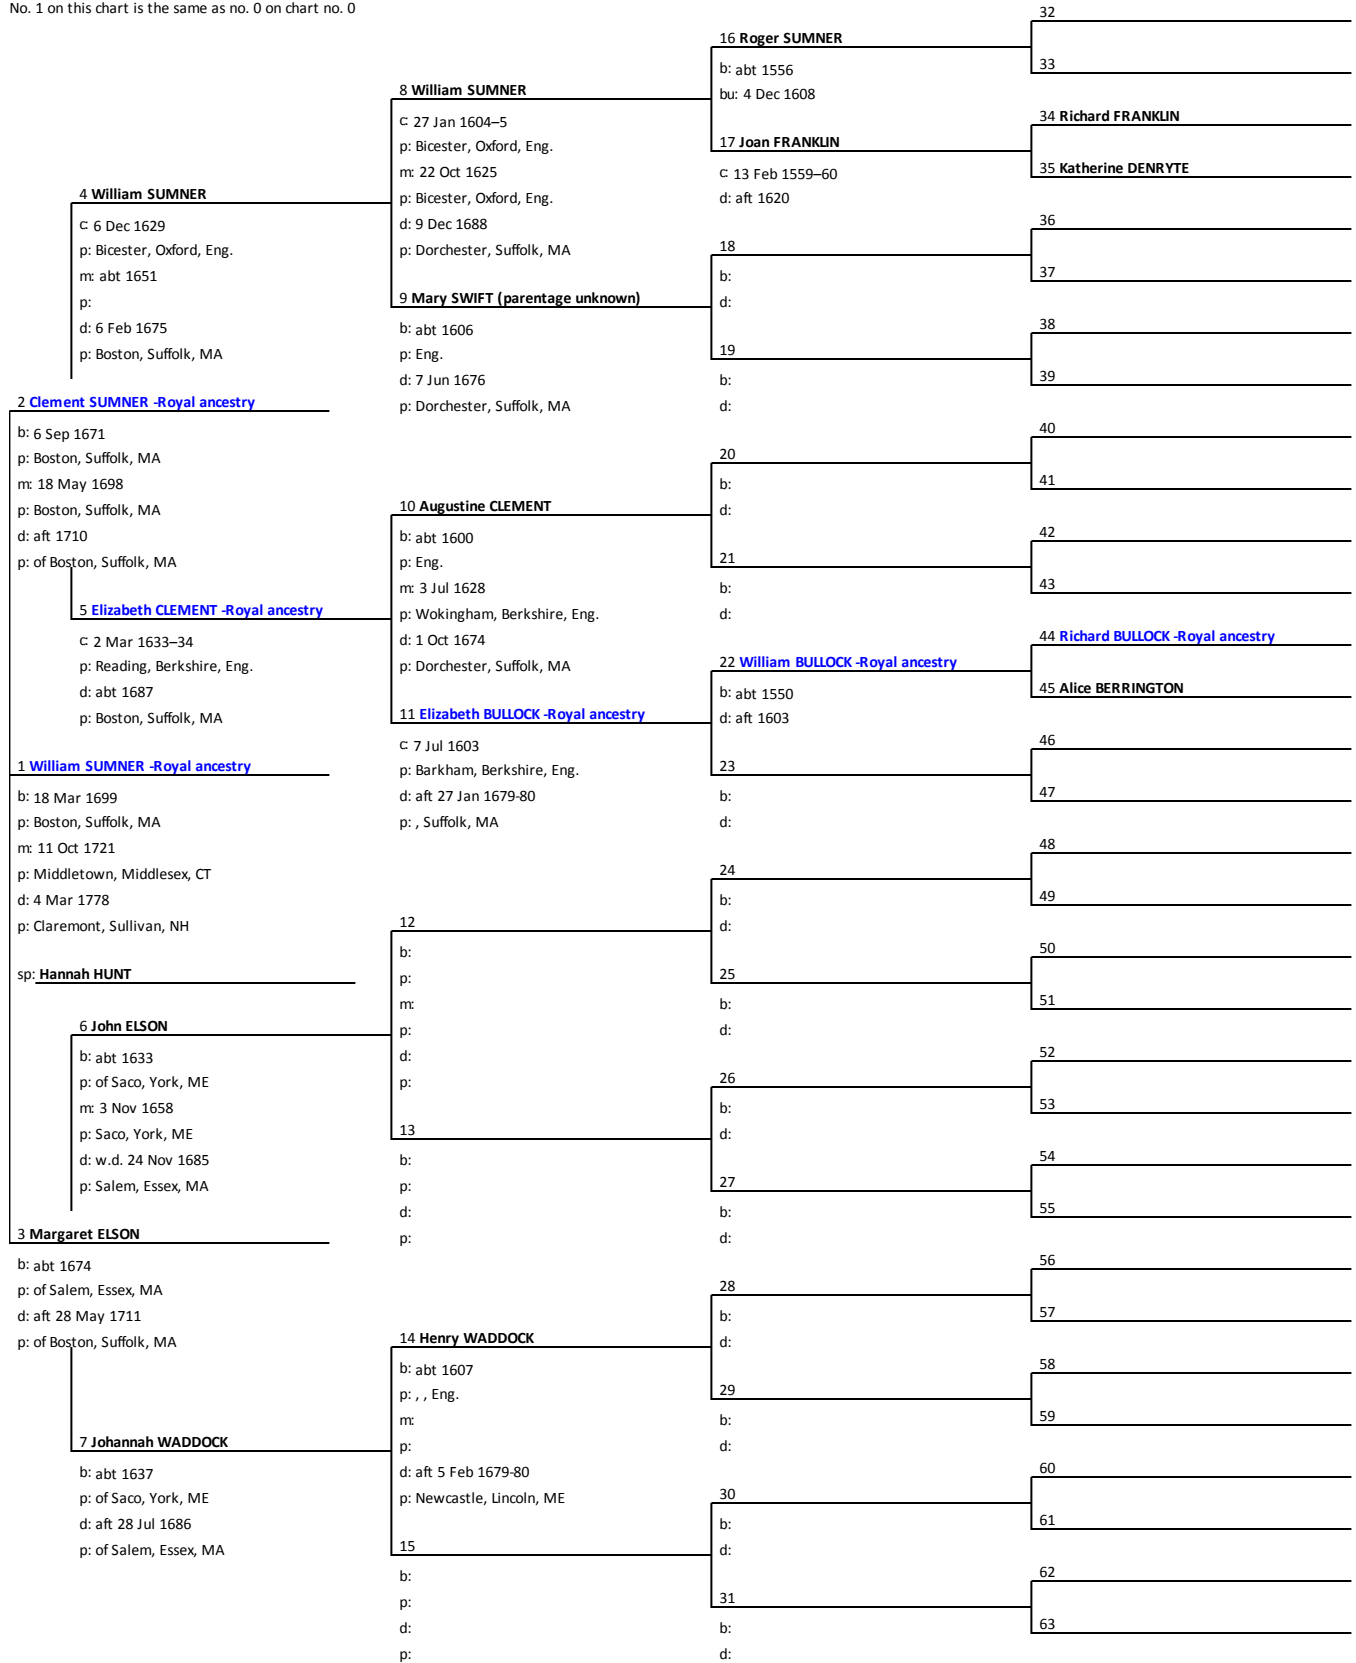 No. 1 on this chart is the same as no. 0 on chart no. 0
2 Clement SUMNER -Royal ancestry
b: 6 Sep 1671
p: Boston, Suffolk, MA
m: 18 May 1698
p: Boston, Suffolk, MA
d: aft 1710
p: of Boston, Suffolk, MA
1 William SUMNER -Royal ancestry
b: 18 Mar 1699
p: Boston, Suffolk, MA
m: 11 Oct 1721
p: Middletown, Middlesex, CT
d: 4 Mar 1778
p: Claremont, Sullivan, NH
sp: Hannah HUNT
3 Margaret ELSON
b: abt 1674
p: of Salem, Essex, MA
d: aft 28 May 1711
p: of Boston, Suffolk, MA
4 William SUMNER
c: 6 Dec 1629
p: Bicester, Oxford, Eng.
m: abt 1651
p:
d: 6 Feb 1675
p: Boston, Suffolk, MA
5 Elizabeth CLEMENT -Royal ancestry
c: 2 Mar 1633–34
p: Reading, Berkshire, Eng.
d: abt 1687
p: Boston, Suffolk, MA
6 John ELSON
b: abt 1633
p: of Saco, York, ME
m: 3 Nov 1658
p: Saco, York, ME
d: w.d. 24 Nov 1685
p: Salem, Essex, MA
7 Johannah WADDOCK
b: abt 1637
p: of Saco, York, ME
d: aft 28 Jul 1686
p: of Salem, Essex, MA
8 William SUMNER
c: 27 Jan 1604–5
p: Bicester, Oxford, Eng.
m: 22 Oct 1625
p: Bicester, Oxford, Eng.
d: 9 Dec 1688
p: Dorchester, Suffolk, MA
9 Mary SWIFT (parentage unknown)
b: abt 1606
p: Eng.
d: 7 Jun 1676
p: Dorchester, Suffolk, MA
10 Augustine CLEMENT
b: abt 1600
p: Eng.
m: 3 Jul 1628
p: Wokingham, Berkshire, Eng.
d: 1 Oct 1674
p: Dorchester, Suffolk, MA
11 Elizabeth BULLOCK -Royal ancestry
c: 7 Jul 1603
p: Barkham, Berkshire, Eng.
d: aft 27 Jan 1679-80
p: , Suffolk, MA
12
b:
p:
m:
p:
d:
p:
13
b:
p:
d:
p:
14 Henry WADDOCK
b: abt 1607
p: , , Eng.
m:
p:
d: aft 5 Feb 1679-80
p: Newcastle, Lincoln, ME
15
b:
p:
d:
p:
16 Roger SUMNER
b: abt 1556
bu: 4 Dec 1608
17 Joan FRANKLIN
c: 13 Feb 1559–60
d: aft 1620
18
b:
d:
19
b:
d:
20
b:
d:
21
b:
d:
22 William BULLOCK -Royal ancestry
b: abt 1550
d: aft 1603
23
b:
d:
24
b:
d:
25
b:
d:
26
b:
d:
27
b:
d:
28
b:
d:
29
b:
d:
30
b:
d:
31
b:
d:
32
33
34 Richard FRANKLIN
35 Katherine DENRYTE
36
37
38
39
40
41
42
43
44 Richard BULLOCK -Royal ancestry
45 Alice BERRINGTON
46
47
48
49
50
51
52
53
54
55
56
57
58
59
60
61
62
63